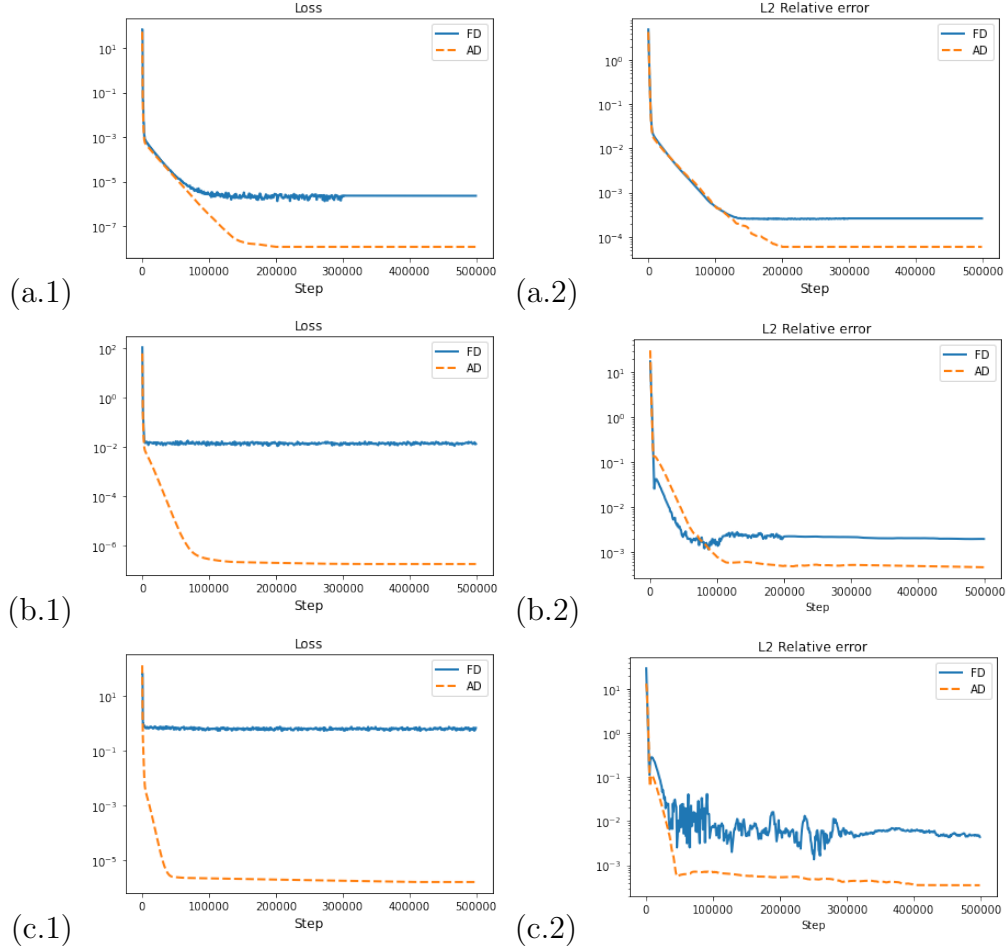 Loss
10^1
10^-1
10^-3
10^-5
10^-7
FD
AD
0 100000 200000 300000 400000 500000
Step
(a.1)
L2 Relative error
10^0
10^-1
10^-2
10^-3
10^-4
FD
AD
0 100000 200000 300000 400000 500000
Step
(a.2)
Loss
10^2
10^0
10^-2
10^-4
10^-6
FD
AD
0 100000 200000 300000 400000 500000
Step
(b.1)
L2 Relative error
10^1
10^0
10^-1
10^-2
10^-3
FD
AD
0 100000 200000 300000 400000 500000
Step
(b.2)
Loss
10^1
10^-1
10^-3
10^-5
FD
AD
0 100000 200000 300000 400000 500000
Step
(c.1)
L2 Relative error
10^1
10^0
10^-1
10^-2
10^-3
FD
AD
0 100000 200000 300000 400000 500000
Step
(c.2)